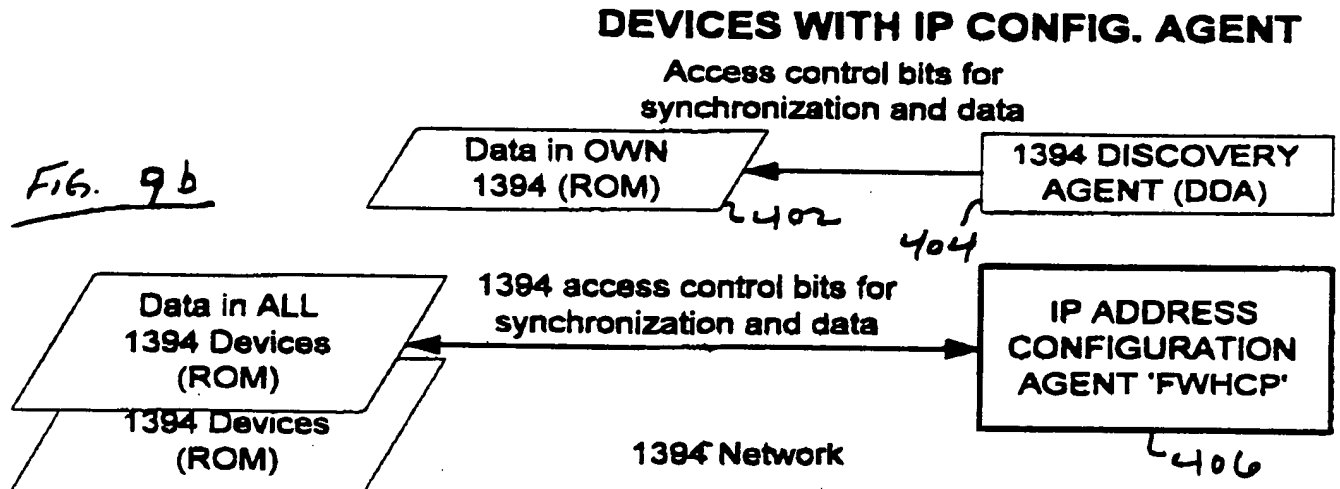 DEVICES WITH IP CONFIG. AGENT
Access control bits for
synchronization and data
Data in OWN
1394 (ROM)
1394 DISCOVERY
AGENT (DDA)
FIG. 9b
402
404
Data in ALL
1394 Devices
(ROM)
1394 access control bits for
synchronization and data
IP ADDRESS
CONFIGURATION
AGENT 'FWHCP'
1394 Devices
(ROM)
1394 Network
406